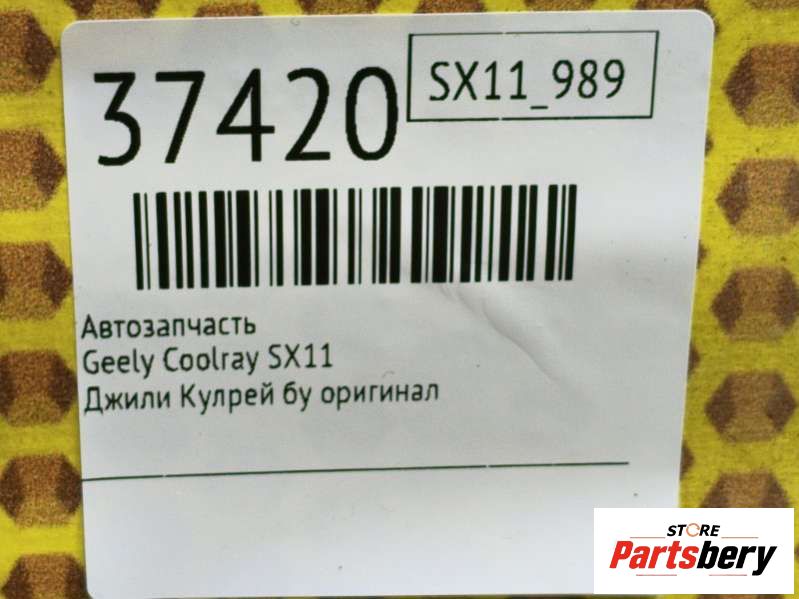 37420
SX11_989
Автозапчасть
Geely Coolray SX11
Джили Кулрей бу оригинал
STORE
Partsbery